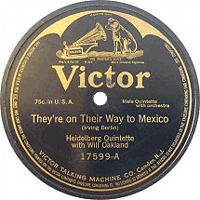 Victor
75c. in U.S.A.
Male Quintette
with orchestra
They're on Their Way to Mexico
(Irving Berlin)
Heidelberg Quintette
with Will Oakland
17599-A
VICTOR TALKING MACHINE CO. Camden, N.J.